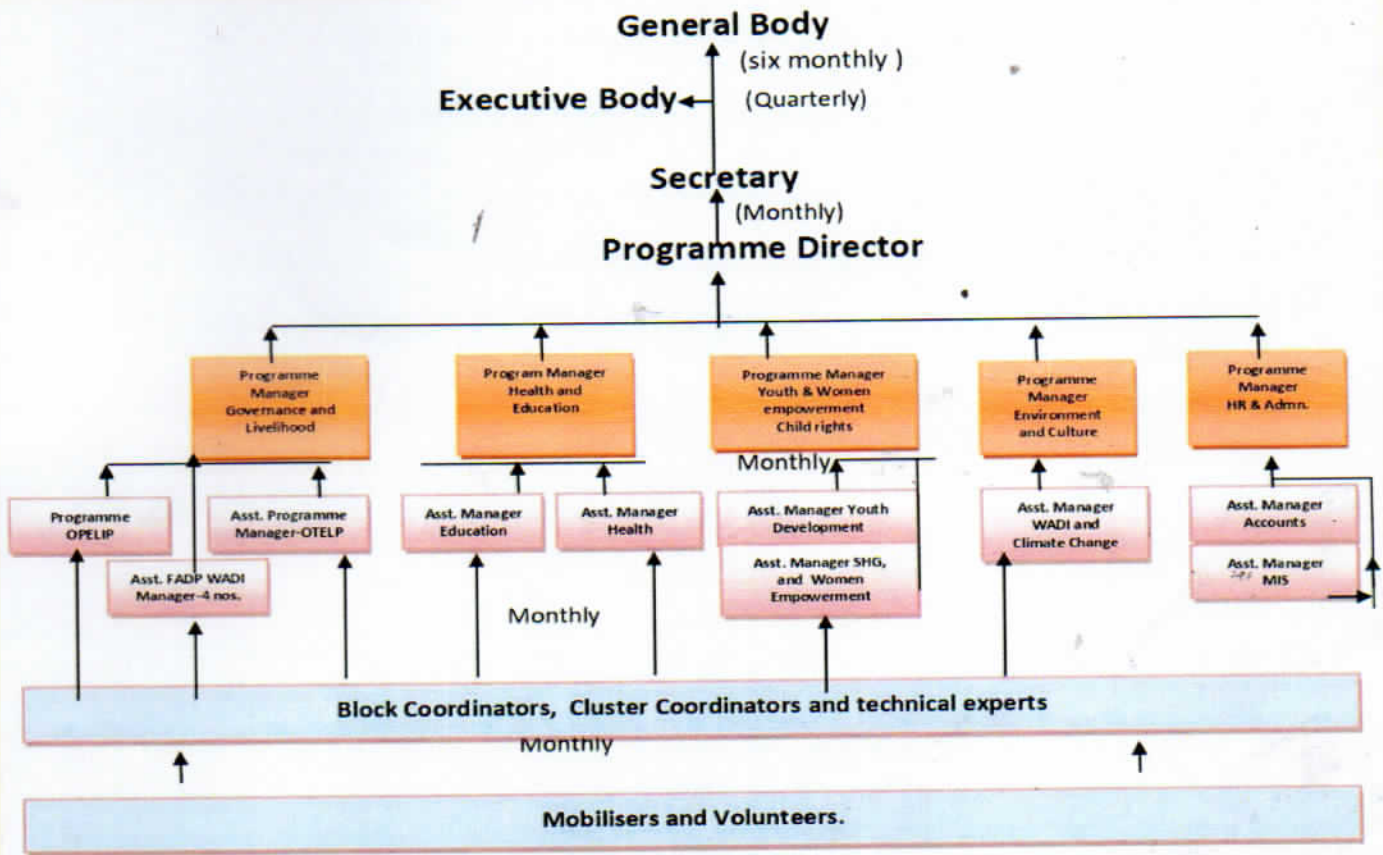 General Body
(six monthly )
Executive Body
(Quarterly)
Secretary
(Monthly)
Programme Director
Programme
Manager
Governance and
Livelihood
Program Manager
Health and
Education
Programme Manager
Youth & Women
empowerment
Child rights
Programme
Manager
Environment
and Culture
Programme
Manager
HR & Admn.
Monthly
Programme
OPELIP
Asst. Programme
Manager-OTELP
Asst. FADP WADI
Manager-4 nos.
Asst. Manager
Education
Asst. Manager
Health
Asst. Manager Youth
Development
Asst. Manager SHG,
and Women
Empowerment
Asst. Manager
WADI and
Climate Change
Asst. Manager
Accounts
Asst. Manager
MIS
Monthly
Block Coordinators, Cluster Coordinators and technical experts
Monthly
Mobilisers and Volunteers.